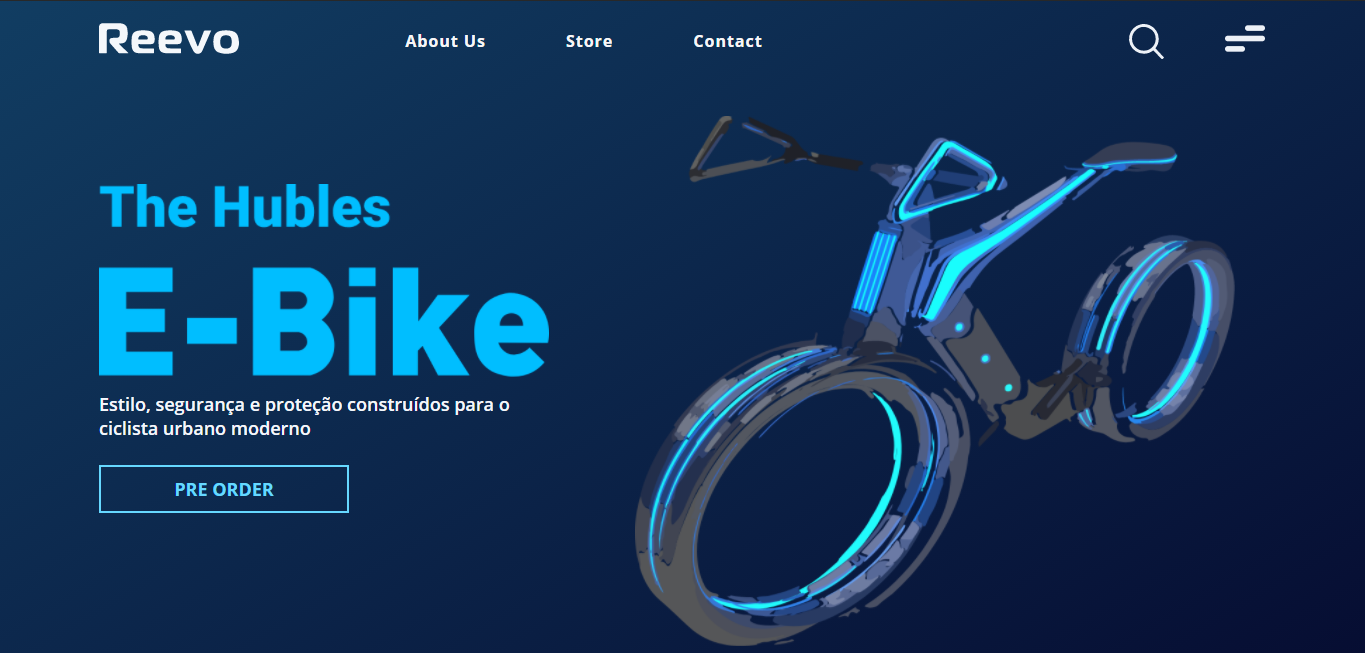 Reevo
About Us
Store
Contact
The Hubles
E-Bike
Estilo, segurança e proteção construídos para o
ciclista urbano moderno
PRE ORDER